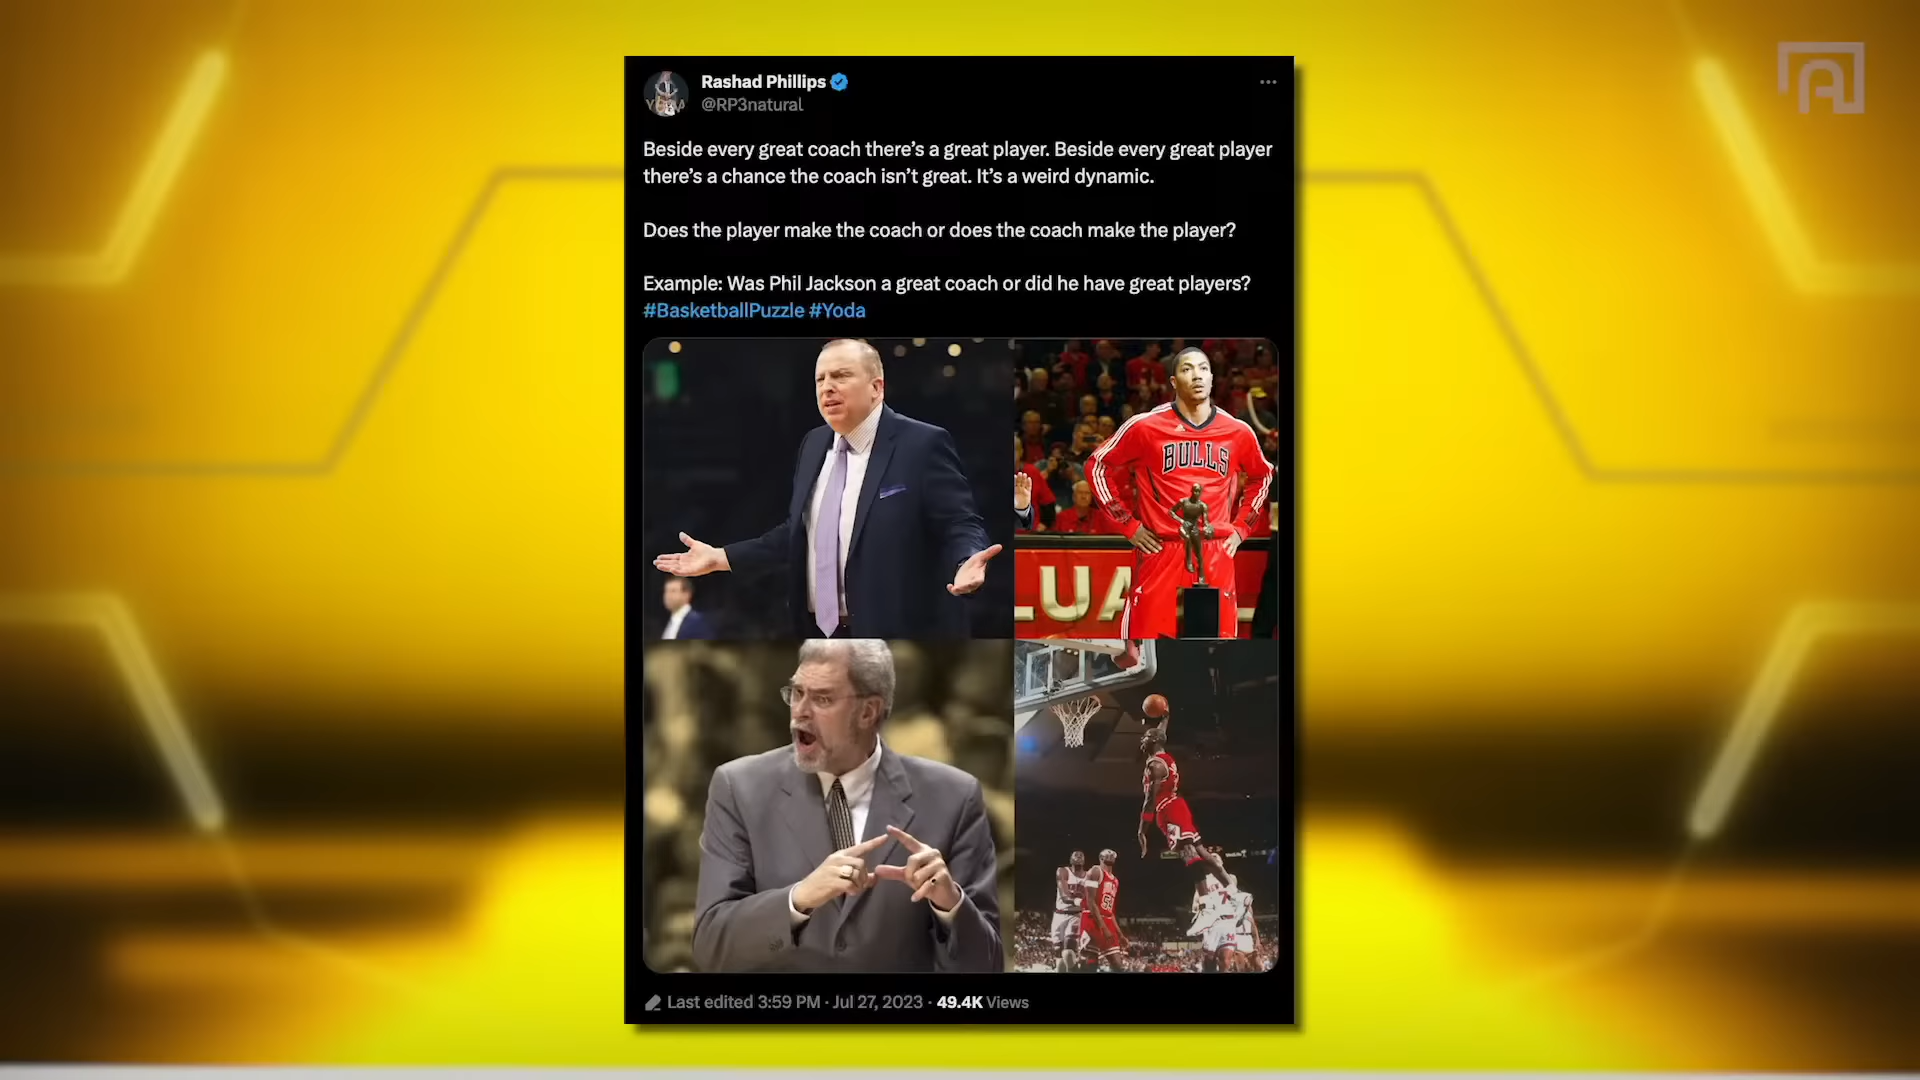 Rashad Phillips
@RP3natural
Beside every great coach there's a great player. Beside every great player
there's a chance the coach isn't great. It's a weird dynamic.
Does the player make the coach or does the coach make the player?
Example: Was Phil Jackson a great coach or did he have great players?
#BasketballPuzzle #Yoda
BULLS
LUA
Last edited 3:59 PM · Jul 27, 2023 · 49.4K Views